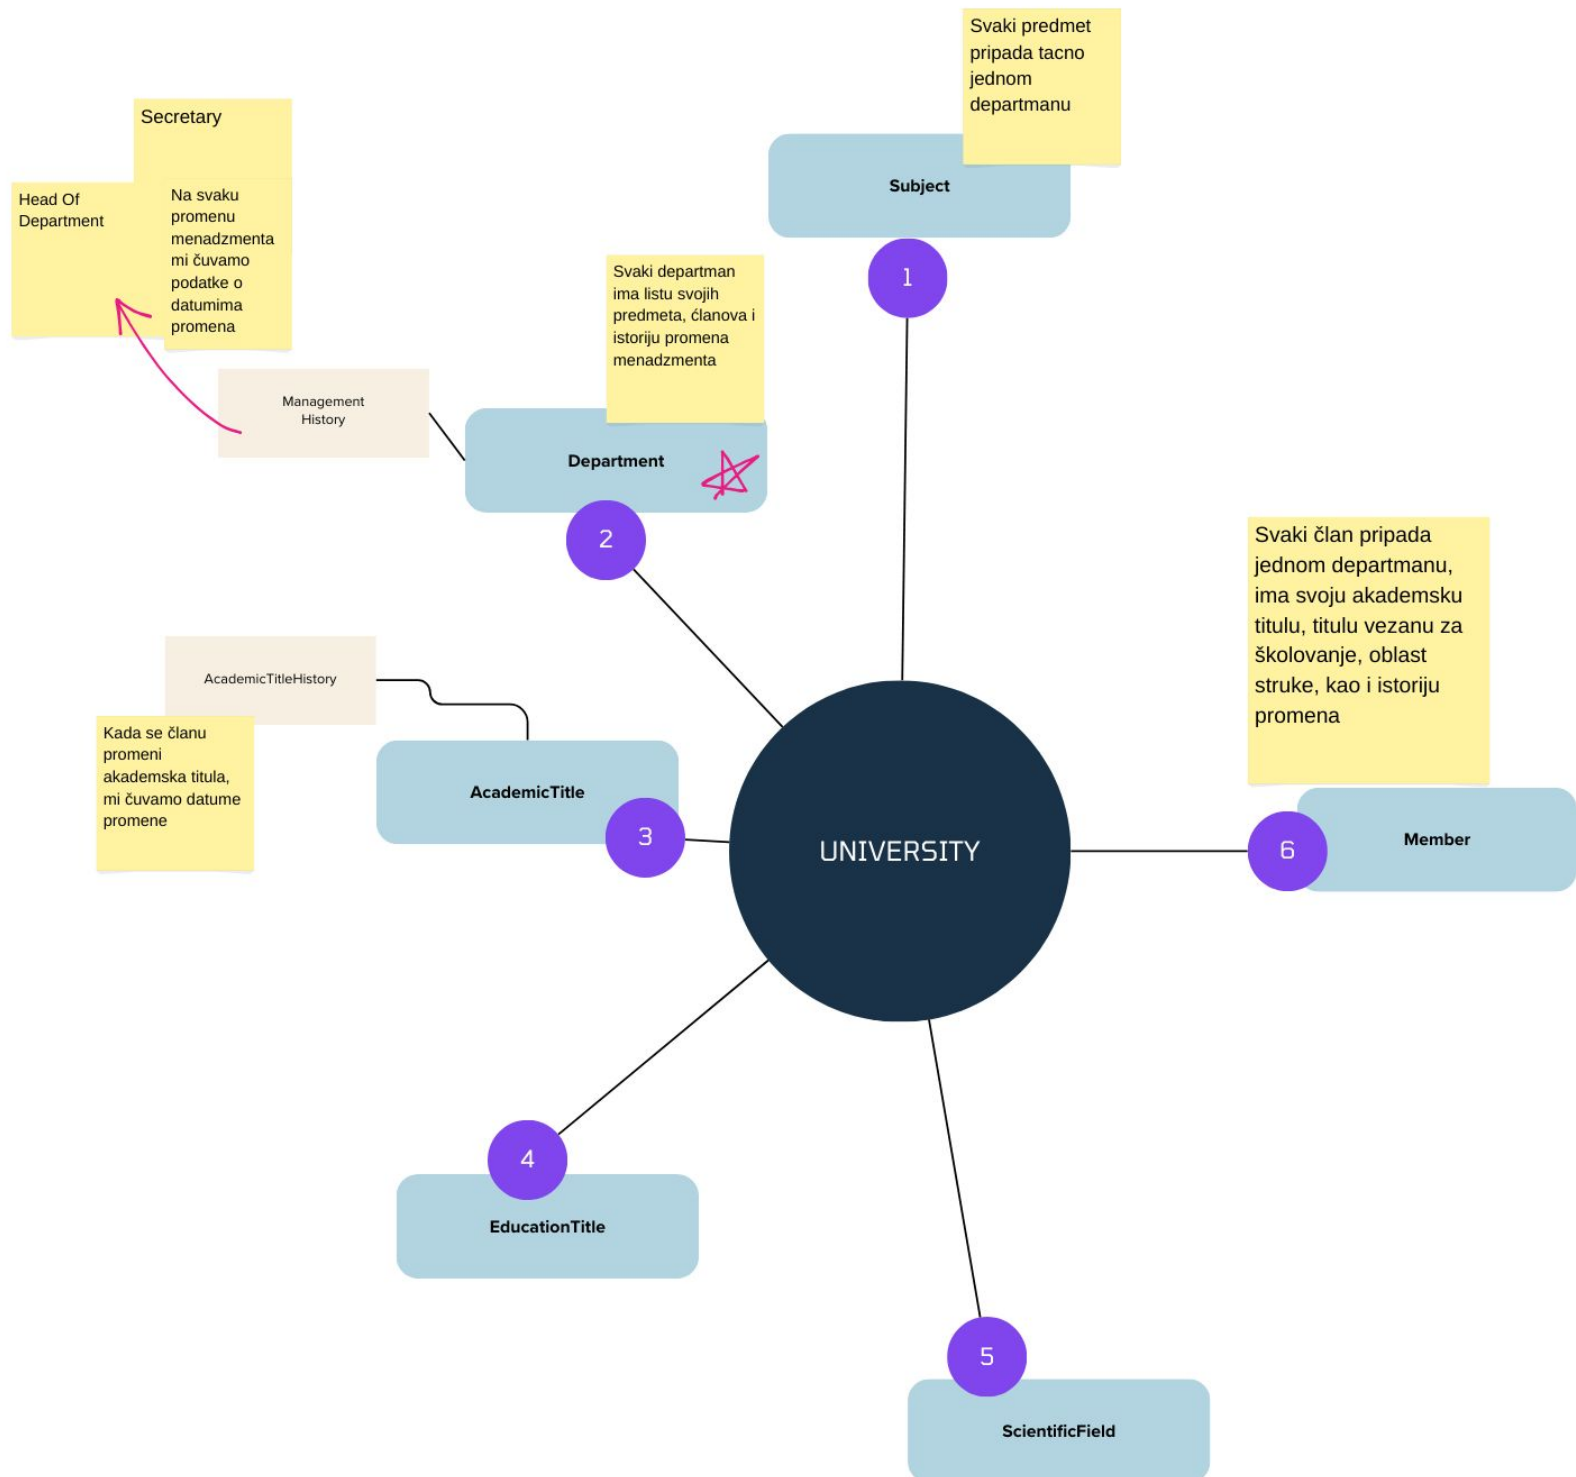 Svaki predmet
pripada tacno
jednom
departmanu
Subject
1
Secretary
Head Of
Department
Na svaku
promenu
menadzmenta
mi čuvamo
podatke o
datumima
promena
Management
History
Svaki departman
ima listu svojih
predmeta, ćlanova i
istoriju promena
menadzmenta
Department
2
AcademicTitleHistory
Kada se članu
promeni
akademska titula,
mi čuvamo datume
promene
AcademicTitle
3
UNIVERSITY
Svaki član pripada
jednom departmanu,
ima svoju akademsku
titulu, titulu vezanu za
školovanje, oblast
struke, kao i istoriju
promena
6
Member
4
EducationTitle
5
ScientificField